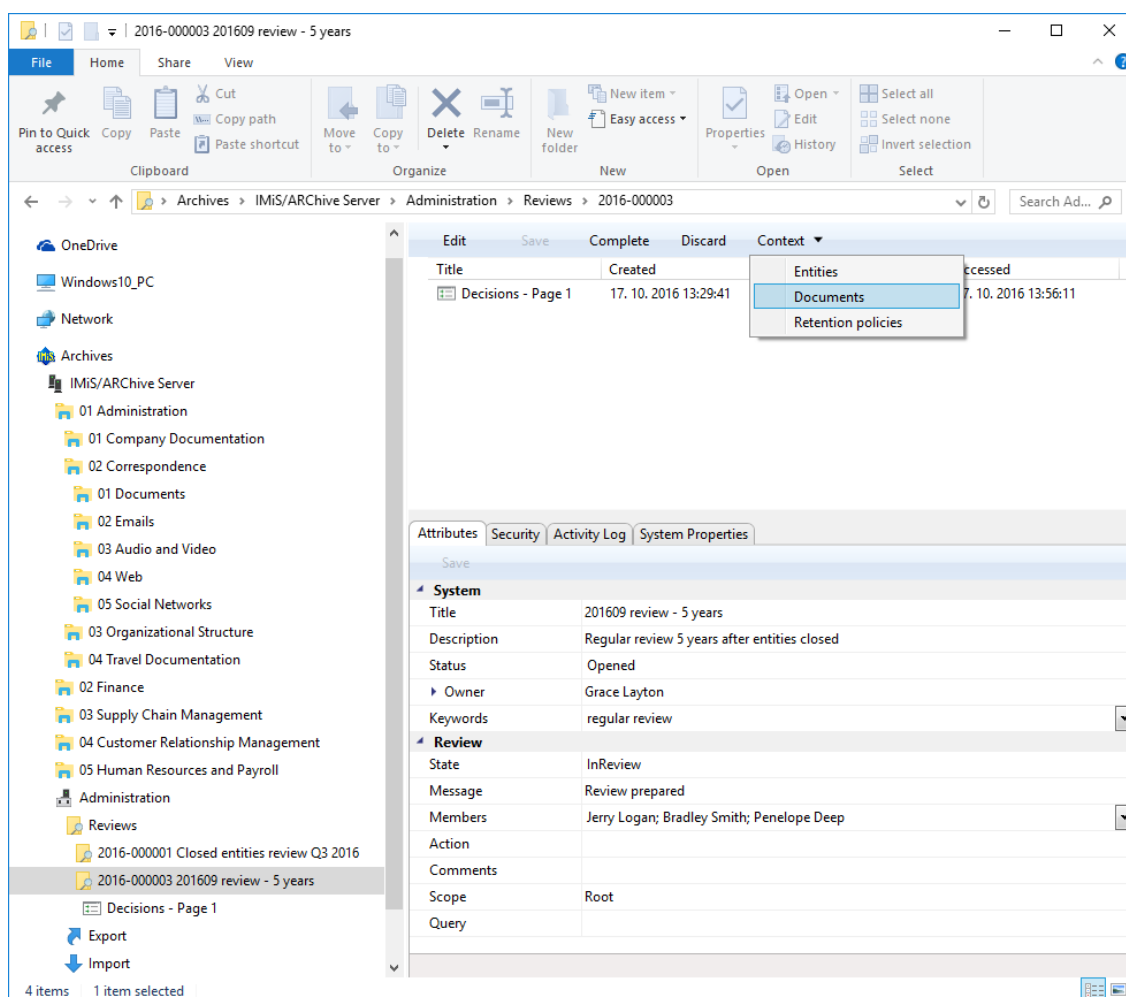 2016-000003 201609 review - 5 years
File Home Share View
Pin to Quick access
Copy
Paste
Cut
Copy path
Paste shortcut
Clipboard
Move to
Copy to
Delete
Rename
Organize
New folder
New item
Easy access
New
Properties
Open
Edit
History
Open
Select all
Select none
Invert selection
Select
Archives > IMiS/ARChive Server > Administration > Reviews > 2016-000003
Search Ad...
OneDrive
Windows10_PC
Network
Archives
IMiS/ARChive Server
01 Administration
01 Company Documentation
02 Correspondence
01 Documents
02 Emails
03 Audio and Video
04 Web
05 Social Networks
03 Organizational Structure
04 Travel Documentation
02 Finance
03 Supply Chain Management
04 Customer Relationship Management
05 Human Resources and Payroll
Administration
Reviews
2016-000001 Closed entities review Q3 2016
2016-000003 201609 review - 5 years
Decisions - Page 1
Export
Import
Edit Save Complete Discard Context
Title Created ccessed
Decisions - Page 1 17. 10. 2016 13:29:41 7. 10. 2016 13:56:11
Entities
Documents
Retention policies
Attributes Security Activity Log System Properties
Save
System
Title 201609 review - 5 years
Description Regular review 5 years after entities closed
Status Opened
Owner Grace Layton
Keywords regular review
Review
State InReview
Message Review prepared
Members Jerry Logan; Bradley Smith; Penelope Deep
Action
Comments
Scope Root
Query
4 items 1 item selected